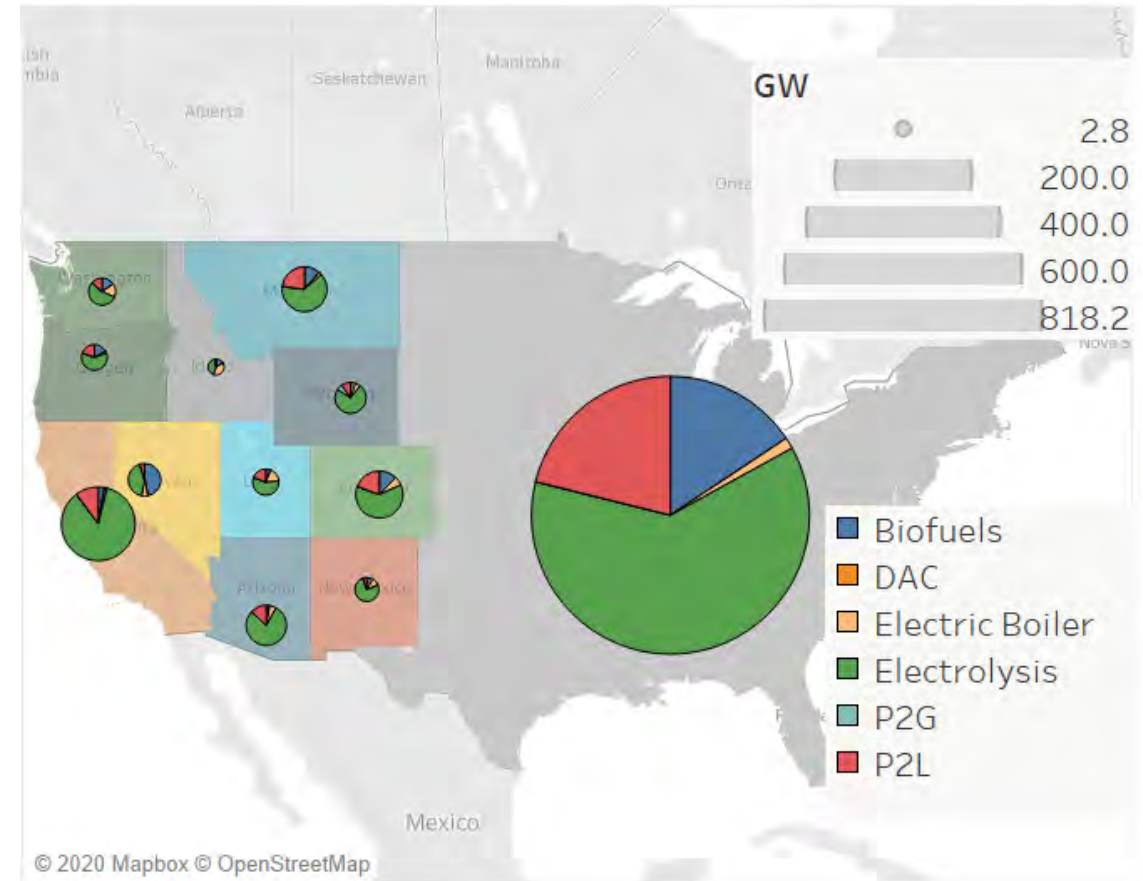 Manitoba
Saskatchewan
Alberta
GW
2.8
200.0
400.0
600.0
818.2
Nova S
Arizona
Biofuels
DAC
Electric Boiler
Electrolysis
P2G
P2L
Mexico
© 2020 Mapbox © OpenStreetMap